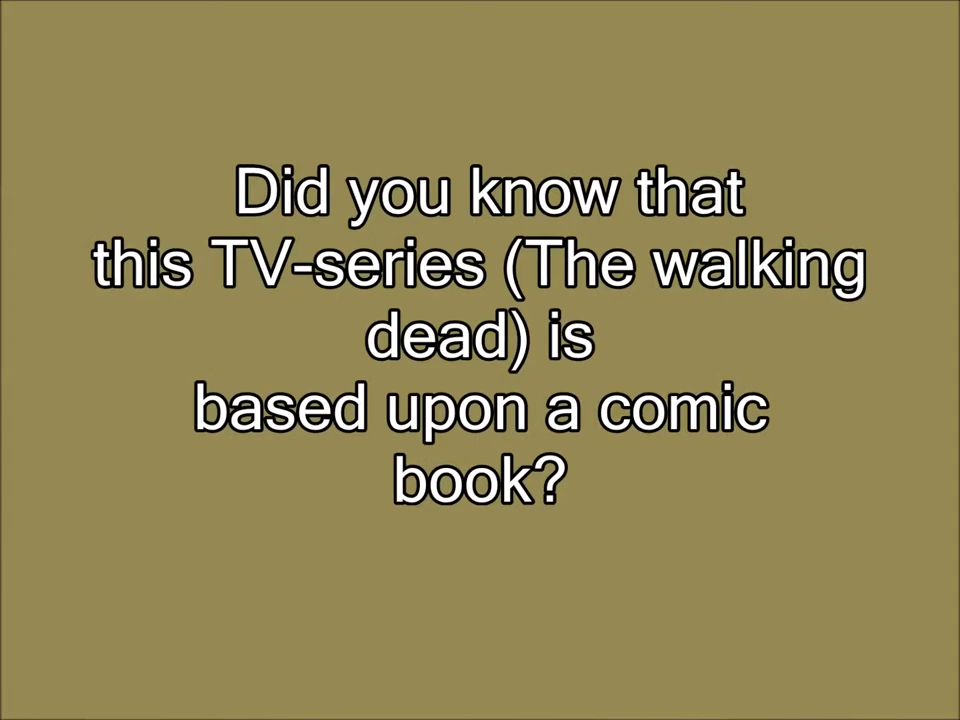 Did you know that
this TV-series (The walking
dead) is
based upon a comic
book?